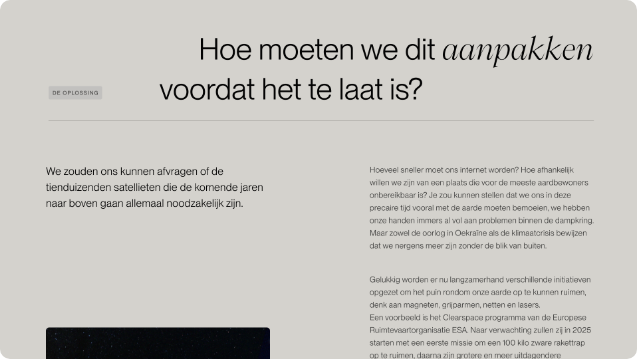 Hoe moeten we dit aanpakken
voordat het te laat is?
DE OPLOSSING
We zouden ons kunnen afvragen of de
tienduizenden satellieten die de komende jaren
naar boven gaan allemaal noodzakelijk zijn.
Hoeveel sneller moet ons internet worden? Hoe afhankelijk
willen we zijn van een plaats die voor de meeste aardbewoners
onbereikbaar is? Je zou kunnen stellen dat we ons in deze
precaire tijd vooral met de aarde moeten bemoeien, we hebben
onze handen immers al vol aan problemen binnen de dampkring.
Maar zowel de oorlog in Oekraïne als de klimaatcrisis bewijzen
dat we nergens meer zijn zonder de blik van buiten.
Gelukkig worden er nu langzamerhand verschillende initiatieven
opgezet om het puin rondom onze aarde op te kunnen ruimen,
denk aan magneten, grijparmen, netten en lasers.
Een voorbeeld is het Clearspace programma van de Europese
Ruimtevaartorganisatie ESA. Naar verwachting zullen zij in 2025
starten met een eerste missie om een 100 kilo zware rakettrap
op te ruimen, daarna zijn grotere en meer uitdagendere